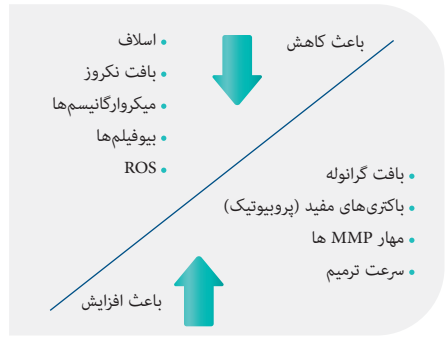 باعث کاهش
• اسلاف
• بافت نکروز
• میکروارگانیسم‌ها
• بیوفیلم‌ها
• ROS
• بافت گرانوله
• باکتری‌های مفید (پروبیوتیک)
• مهار MMP ها
• سرعت ترمیم
باعث افزایش